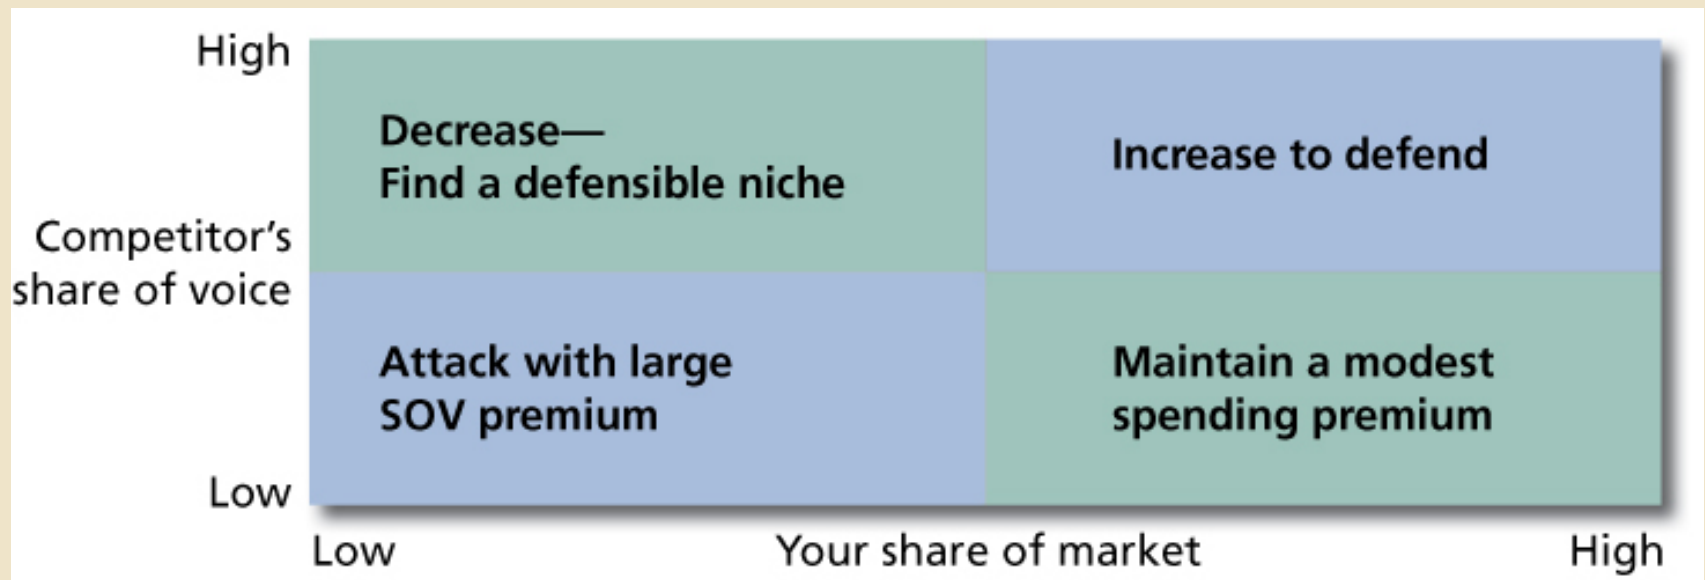 High
Decrease—
Find a defensible niche
Increase to defend
Competitor’s
share of voice
Attack with large
SOV premium
Maintain a modest
spending premium
Low
Low
Your share of market
High